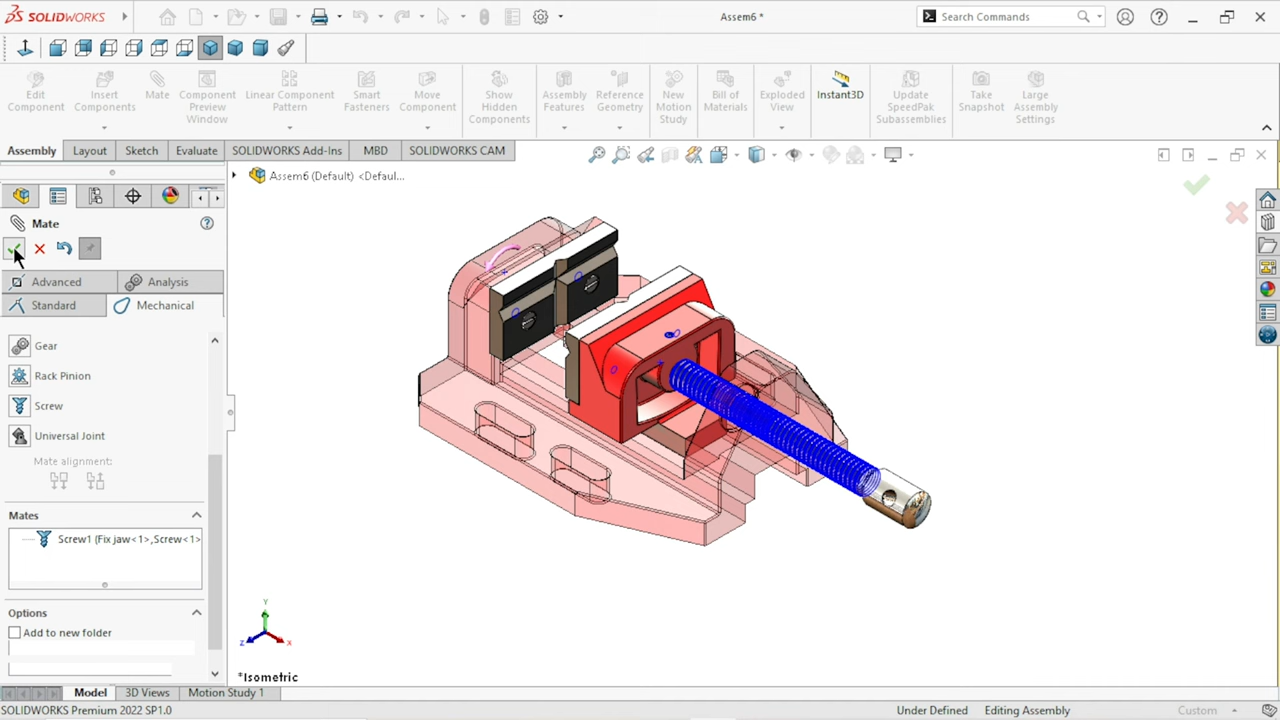 SOLIDWORKS
Assem6 *
Search Commands
Edit Component
Insert Components
Mate
Component Preview Window
Linear Component Pattern
Smart Fasteners
Move Component
Show Hidden Components
Assembly Features
Reference Geometry
New Motion Study
Bill of Materials
Exploded View
Instant3D
Update SpeedPak Subassemblies
Take Snapshot
Large Assembly Settings
Assembly
Layout
Sketch
Evaluate
SOLIDWORKS Add-Ins
MBD
SOLIDWORKS CAM
Assem6 (Default) <Defaul...
Mate
Advanced
Analysis
Standard
Mechanical
Gear
Rack Pinion
Screw
Universal Joint
Mate alignment:
Mates
Screw1 (Fix jaw<1>,Screw<1>
Options
Add to new folder
Y
Z
X
*Isometric
Model
3D Views
Motion Study 1
SOLIDWORKS Premium 2022 SP1.0
Under Defined
Editing Assembly
Custom